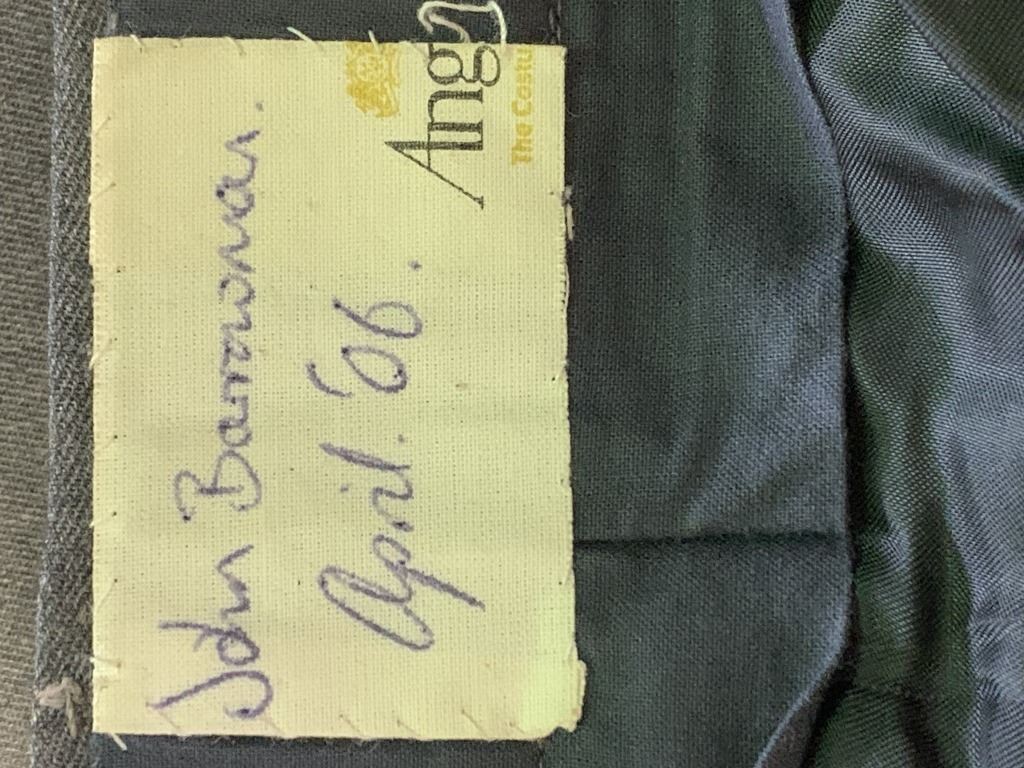 John Barrowman.
April. '06.
Ang
The Costu